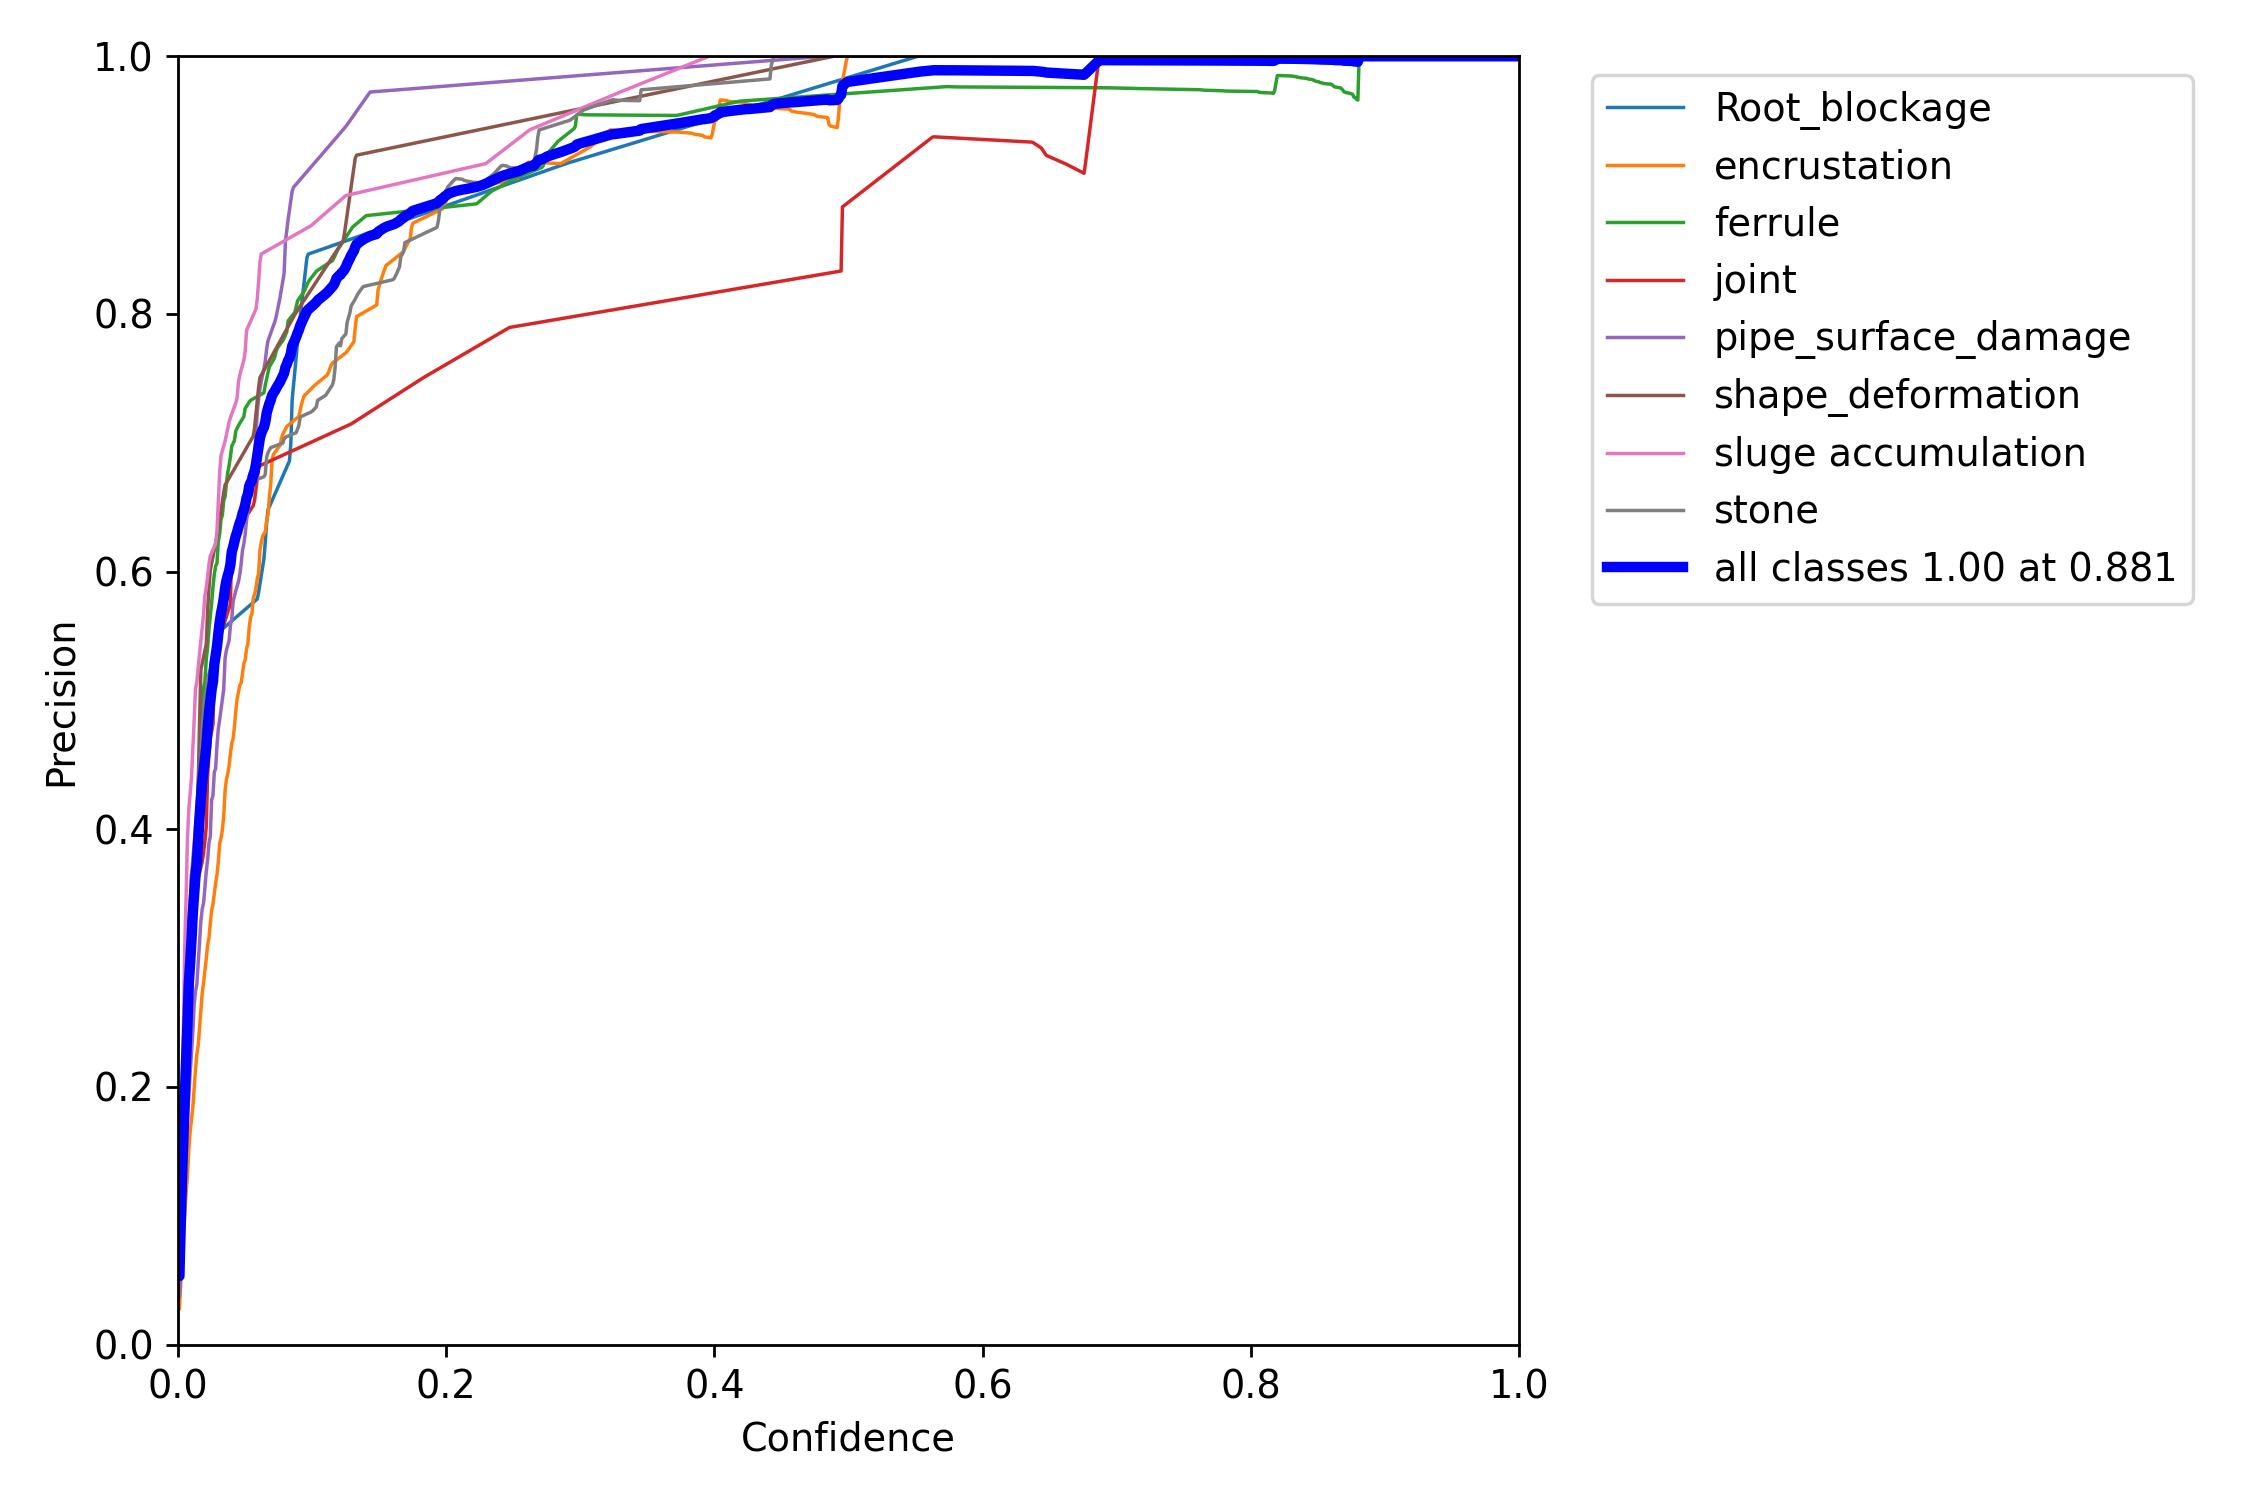 1.0
0.8
0.6
0.4
0.2
0.0
Precision
0.0 0.2 0.4 0.6 0.8 1.0
Confidence
Root_blockage
encrustation
ferrule
joint
pipe_surface_damage
shape_deformation
sluge accumulation
stone
all classes 1.00 at 0.881